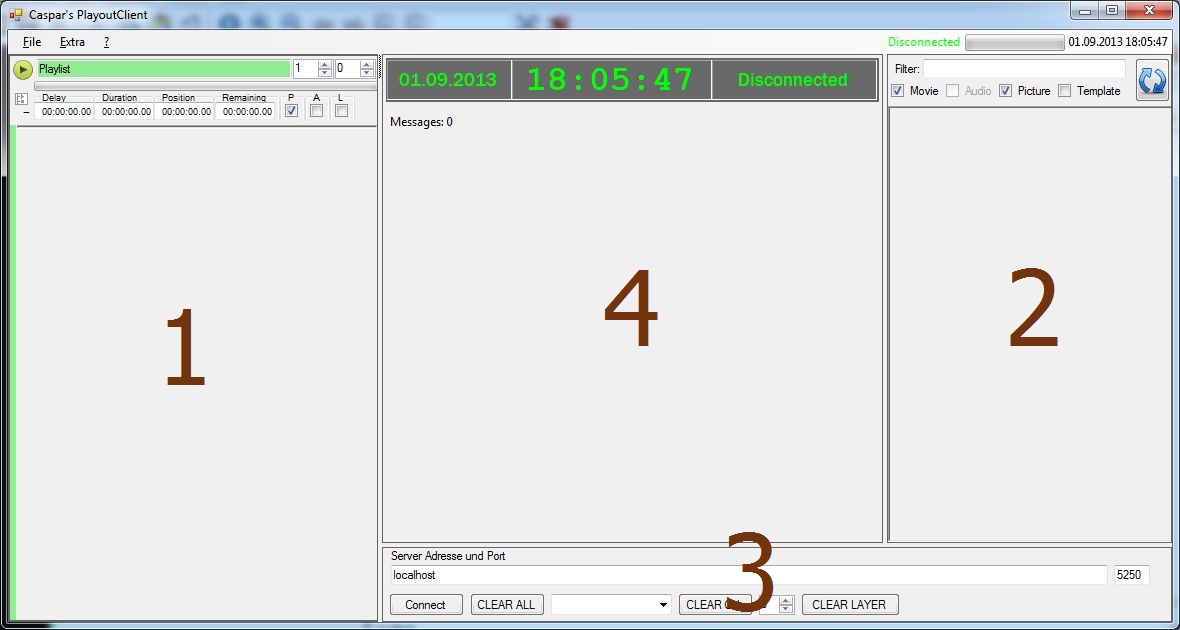 Caspar's PlayoutClient
File Extra ?
Disconnected 01.09.2013 18:05:47
Playlist 1 0
Delay Duration Position Remaining P A L
00:00:00.00 00:00:00.00 00:00:00.00 00:00:00.00
01.09.2013 18:05:47 Disconnected
Messages: 0
Filter:
Movie Audio Picture Template
1
4
2
3
Server Adresse und Port
localhost 5250
Connect CLEAR ALL CLEAR CLEAR LAYER